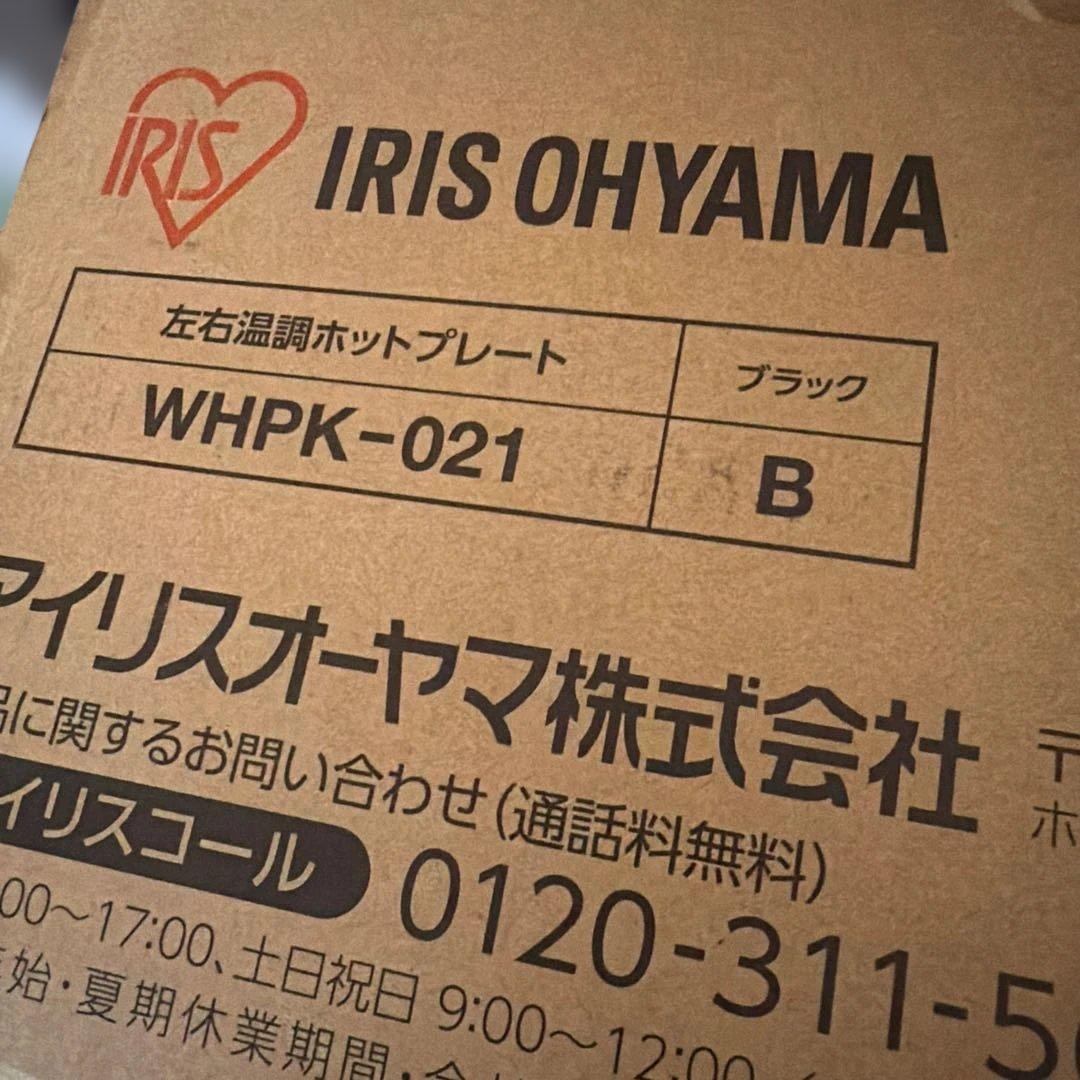 IRIS
IRIS OHYAMA
左右温調ホットプレート
ブラック
WHPK-021
B
アイリスオーヤマ株式会社
〒
ホ
品に関するお問い合わせ(通話料無料)
イリスコール
0120-311-5
:00〜17:00、土日祝日 9:00〜12:00
始・夏期休業期間・